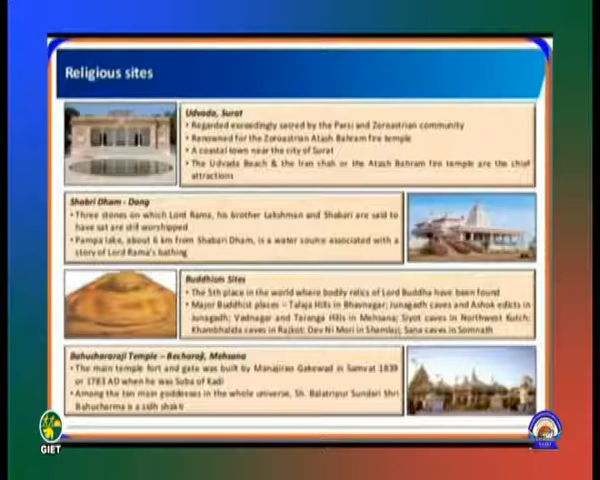 Religious sites
Udvada, Surat
• Regarded exceedingly sacred by the Parsi and Zoroastrian community
• Renowned for the Zoroastrian Atash Bahram fire temple
• A coastal town near the city of Surat
• The Udvada Beach & the Iran shah or the Atash Bahram fire temple are the chief
attractions
Shabri Dham - Dang
• Three stones on which Lord Rama, his brother Lakshman and Shabari are said to
have sat are still worshipped
• Pampa lake, about 6 km from Shabari Dham, is a water source associated with a
story of Lord Rama's bathing
Buddhism Sites
• The 5th place in the world where bodily relics of Lord Buddha have been found
• Major Buddhist places – Talaja Hills in Bhavnagar; Junagadh caves and Ashok edicts in
Junagadh; Vadnagar and Taranga Hills in Mehsana; Siyot caves in Northwest Kutch;
Khambhalida caves in Rajkot; Dev Ni Mori in Shamlaji; Sana caves in Somnath
Bahuchararaji Temple – Becharaji, Mehsana
• The main temple fort and gate was built by Manajirao Gaekwad in Samvat 1839
or 1783 AD when he was Suba of Kadi
• Among the ten main goddesses in the whole universe, Sh. Balatripur Sundari Shri
Bahucharma is a sidh shakti
GIET